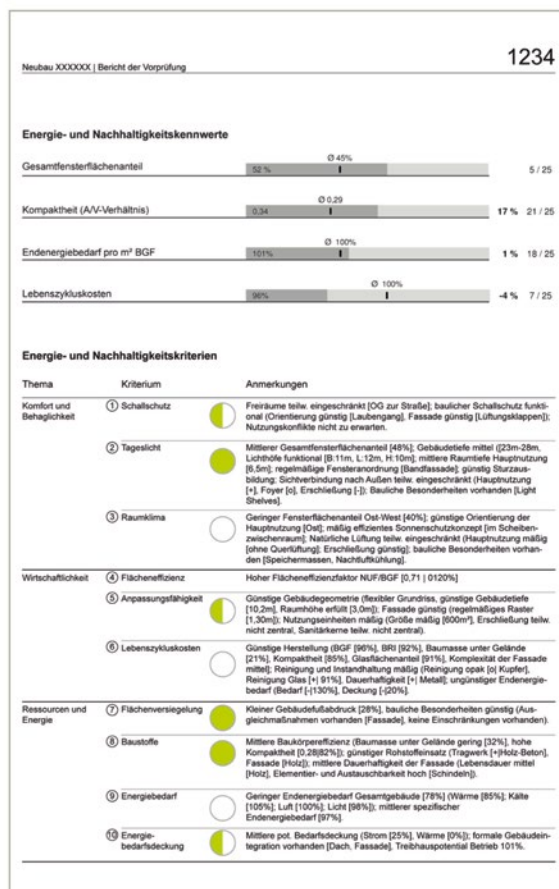 1234
Neubau XXXXXX | Bericht der Vorprüfung
Energie- und Nachhaltigkeitskennwerte
Ø 45%
Gesamtfensterflächenanteil 52 % 5 / 25
Ø 0,29
Kompaktheit (A/V-Verhältnis) 0,34 17 % 21 / 25
Ø 100%
Endenergiebedarf pro m² BGF 101% 1 % 18 / 25
Ø 100%
Lebenszykluskosten 96% -4 % 7 / 25
Energie- und Nachhaltigkeitskriterien
Thema Kriterium Anmerkungen
Komfort und Behaglichkeit
1 Schallschutz
Freiräume teilw. eingeschränkt [OG zur Straße]; baulicher Schallschutz funkti-
onal (Orientierung günstig [Laubengang], Fassade günstig [Lüftungsklappen]);
Nutzungskonflikte nicht zu erwarten.
2 Tageslicht
Mittlerer Gesamtfensterflächenanteil [48%]; Gebäudetiefe mittel ([23m-28m,
Lichthöfe funktional [B:11m, L:12m, H:10m]; mittlere Raumtiefe Hauptnutzung
[6,5m]; regelmäßige Fensteranordnung [Bandfassade]; günstig Sturzaus-
bildung; Sichtverbindung nach Außen teilw. eingeschränkt (Hauptnutzung
[+], Foyer [o], Erschließung [-]); Bauliche Besonderheiten vorhanden [Light
Shelves].
3 Raumklima
Geringer Fensterflächenanteil Ost-West [40%]; günstige Orientierung der
Hauptnutzung [Ost]; mäßig effizientes Sonnenschutzkonzept [im Scheiben-
zwischenraum]; Natürliche Lüftung teilw. eingeschränkt (Hauptnutzung mäßig
[ohne Querlüftung]; Erschließung günstig]; bauliche Besonderheiten vorhan-
den [Speichermassen, Nachtluftkühlung].
Wirtschaftlichkeit
4 Flächeneffizienz
Hoher Flächeneffizienzfaktor NUF/BGF [0,71 | 0120%]
5 Anpassungsfähigkeit
Günstige Gebäudegeometrie (flexibler Grundriss, günstige Gebäudetiefe
[10,2m], Raumhöhe erfüllt [3,0m]); Fassade günstig (regelmäßiges Raster
[1,30m]); Nutzungseinheiten mäßig (Größe mäßig [600m²], Erschließung teilw.
nicht zentral, Sanitärkerne teilw. nicht zentral).
6 Lebenszykluskosten
Günstige Herstellung (BGF [96%], BRI [92%], Baumasse unter Gelände
[21%], Kompaktheit [85%], Glasflächenanteil [91%], Komplexität der Fassade
mittel]; Reinigung und Instandhaltung mäßig (Reinigung opak [o| Kupfer],
Reinigung Glas [+| 91%], Dauerhaftigkeit [+| Metall]; ungünstiger Endenergie-
bedarf (Bedarf [-|130%], Deckung [-|20%].
Ressourcen und Energie
7 Flächenversiegelung
Kleiner Gebäudefußabdruck [28%], bauliche Besonderheiten günstig (Aus-
gleichmaßnahmen vorhanden [Fassade], keine Einschränkungen vorhanden).
8 Baustoffe
Mittlere Baukörpereffizienz (Baumasse unter Gelände gering [32%], hohe
Kompaktheit [0,28|82%]); günstiger Rohstoffeinsatz (Tragwerk [+|Holz-Beton],
Fassade [Holz]); mittlere Dauerhaftigkeit der Fassade (Lebensdauer mittel
[Holz], Elementier- und Austauschbarkeit hoch [Schindeln]).
9 Energiebedarf
Geringer Endenergiebedarf Gesamtgebäude [78%] (Wärme [85%]; Kälte
[105%]; Luft [100%]; Licht [98%]); mittlerer spezifischer
Endenergiebedarf [97%].
10 Energie-
bedarfsdeckung
Mittlere pot. Bedarfsdeckung (Strom [25%], Wärme [0%]); formale Gebäudein-
tegration vorhanden [Dach, Fassade], Treibhauspotential Betrieb 101%.